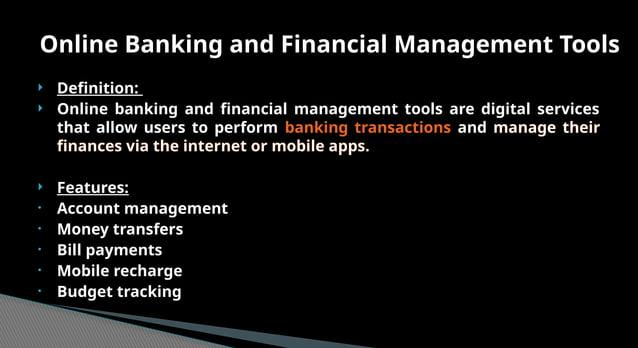 Online Banking and Financial Management Tools
Definition:
Online banking and financial management tools are digital services
that allow users to perform banking transactions and manage their
finances via the internet or mobile apps.
Features:
Account management
Money transfers
Bill payments
Mobile recharge
Budget tracking